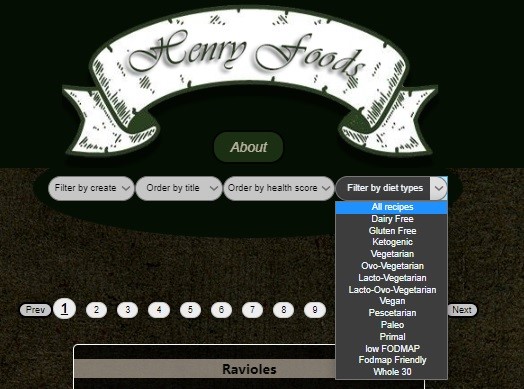 Henry Foods
About
Filter by create
Order by title
Order by health score
Filter by diet types
All recipes
Dairy Free
Gluten Free
Ketogenic
Vegetarian
Ovo-Vegetarian
Lacto-Vegetarian
Lacto-Ovo-Vegetarian
Vegan
Pescetarian
Paleo
Primal
low FODMAP
Fodmap Friendly
Whole 30
Prev 1 2 3 4 5 6 7 8 9 Next
Ravioles